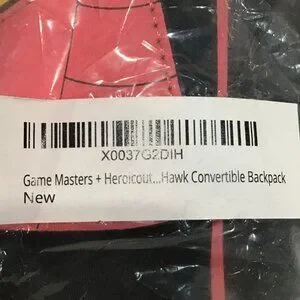 X0037G2DIH
Game Masters + Heroicout...Hawk Convertible Backpack
New